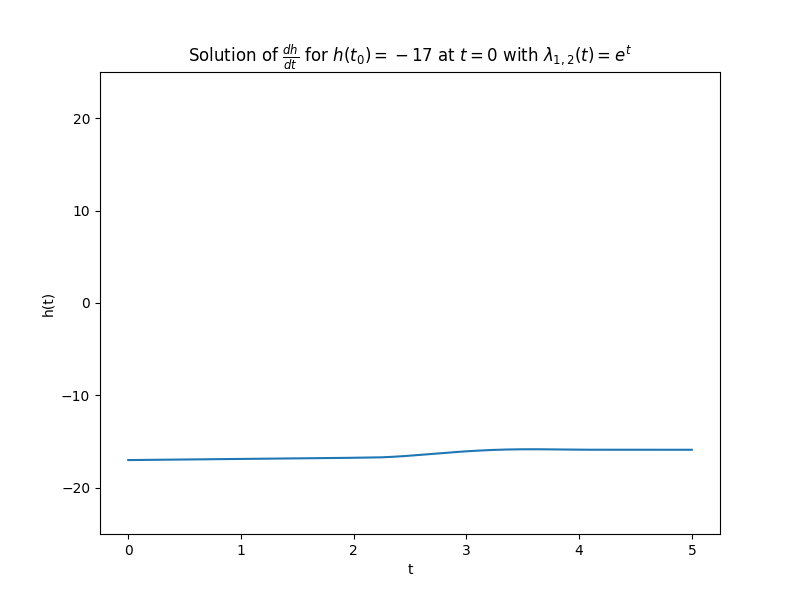 Solution of $\frac{dh}{dt}$ for $h(t_0) = -17$ at $t = 0$ with $\lambda_{1,2}(t) = e^t$
20
10
0
−10
−20
h(t)
0 1 2 3 4 5
t